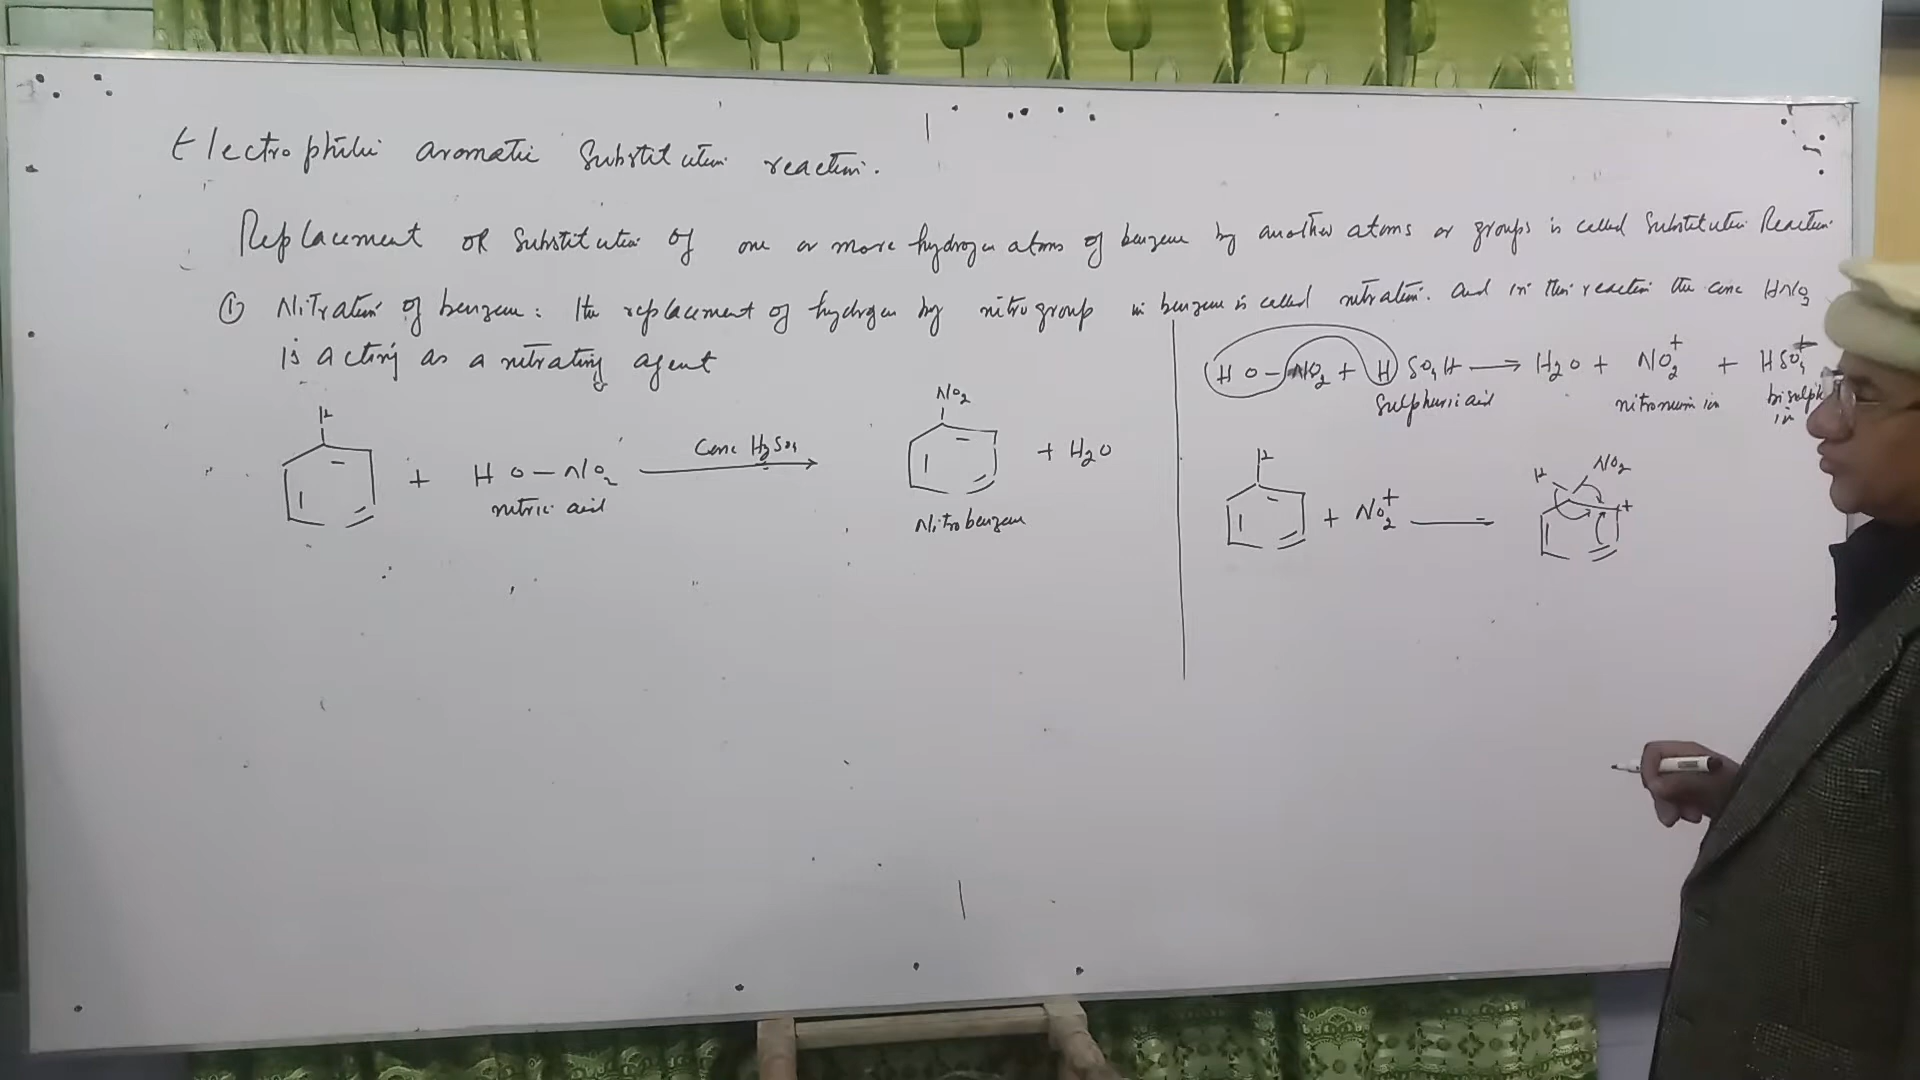 Electrophilic aromatic Substitution reaction.
Replacement or Substitution of one or more hydrogen atoms of benzene by another atoms or groups is called Substitution Reaction
① Nitration of benzene: The replacement of hydrogen by nitrogroup in benzene is called nitration. and in this reaction the conc HNO3
is acting as a nitrating agent
H
+ HO-NO2 Conc H2SO4
nitric acid
NO2
+ H2O
Nitrobenzene
HO-NO2 + H SO4H → H2O + NO2+ + HSO4
Sulphuric acid nitronium ion
H
+ NO2+
H NO2
+